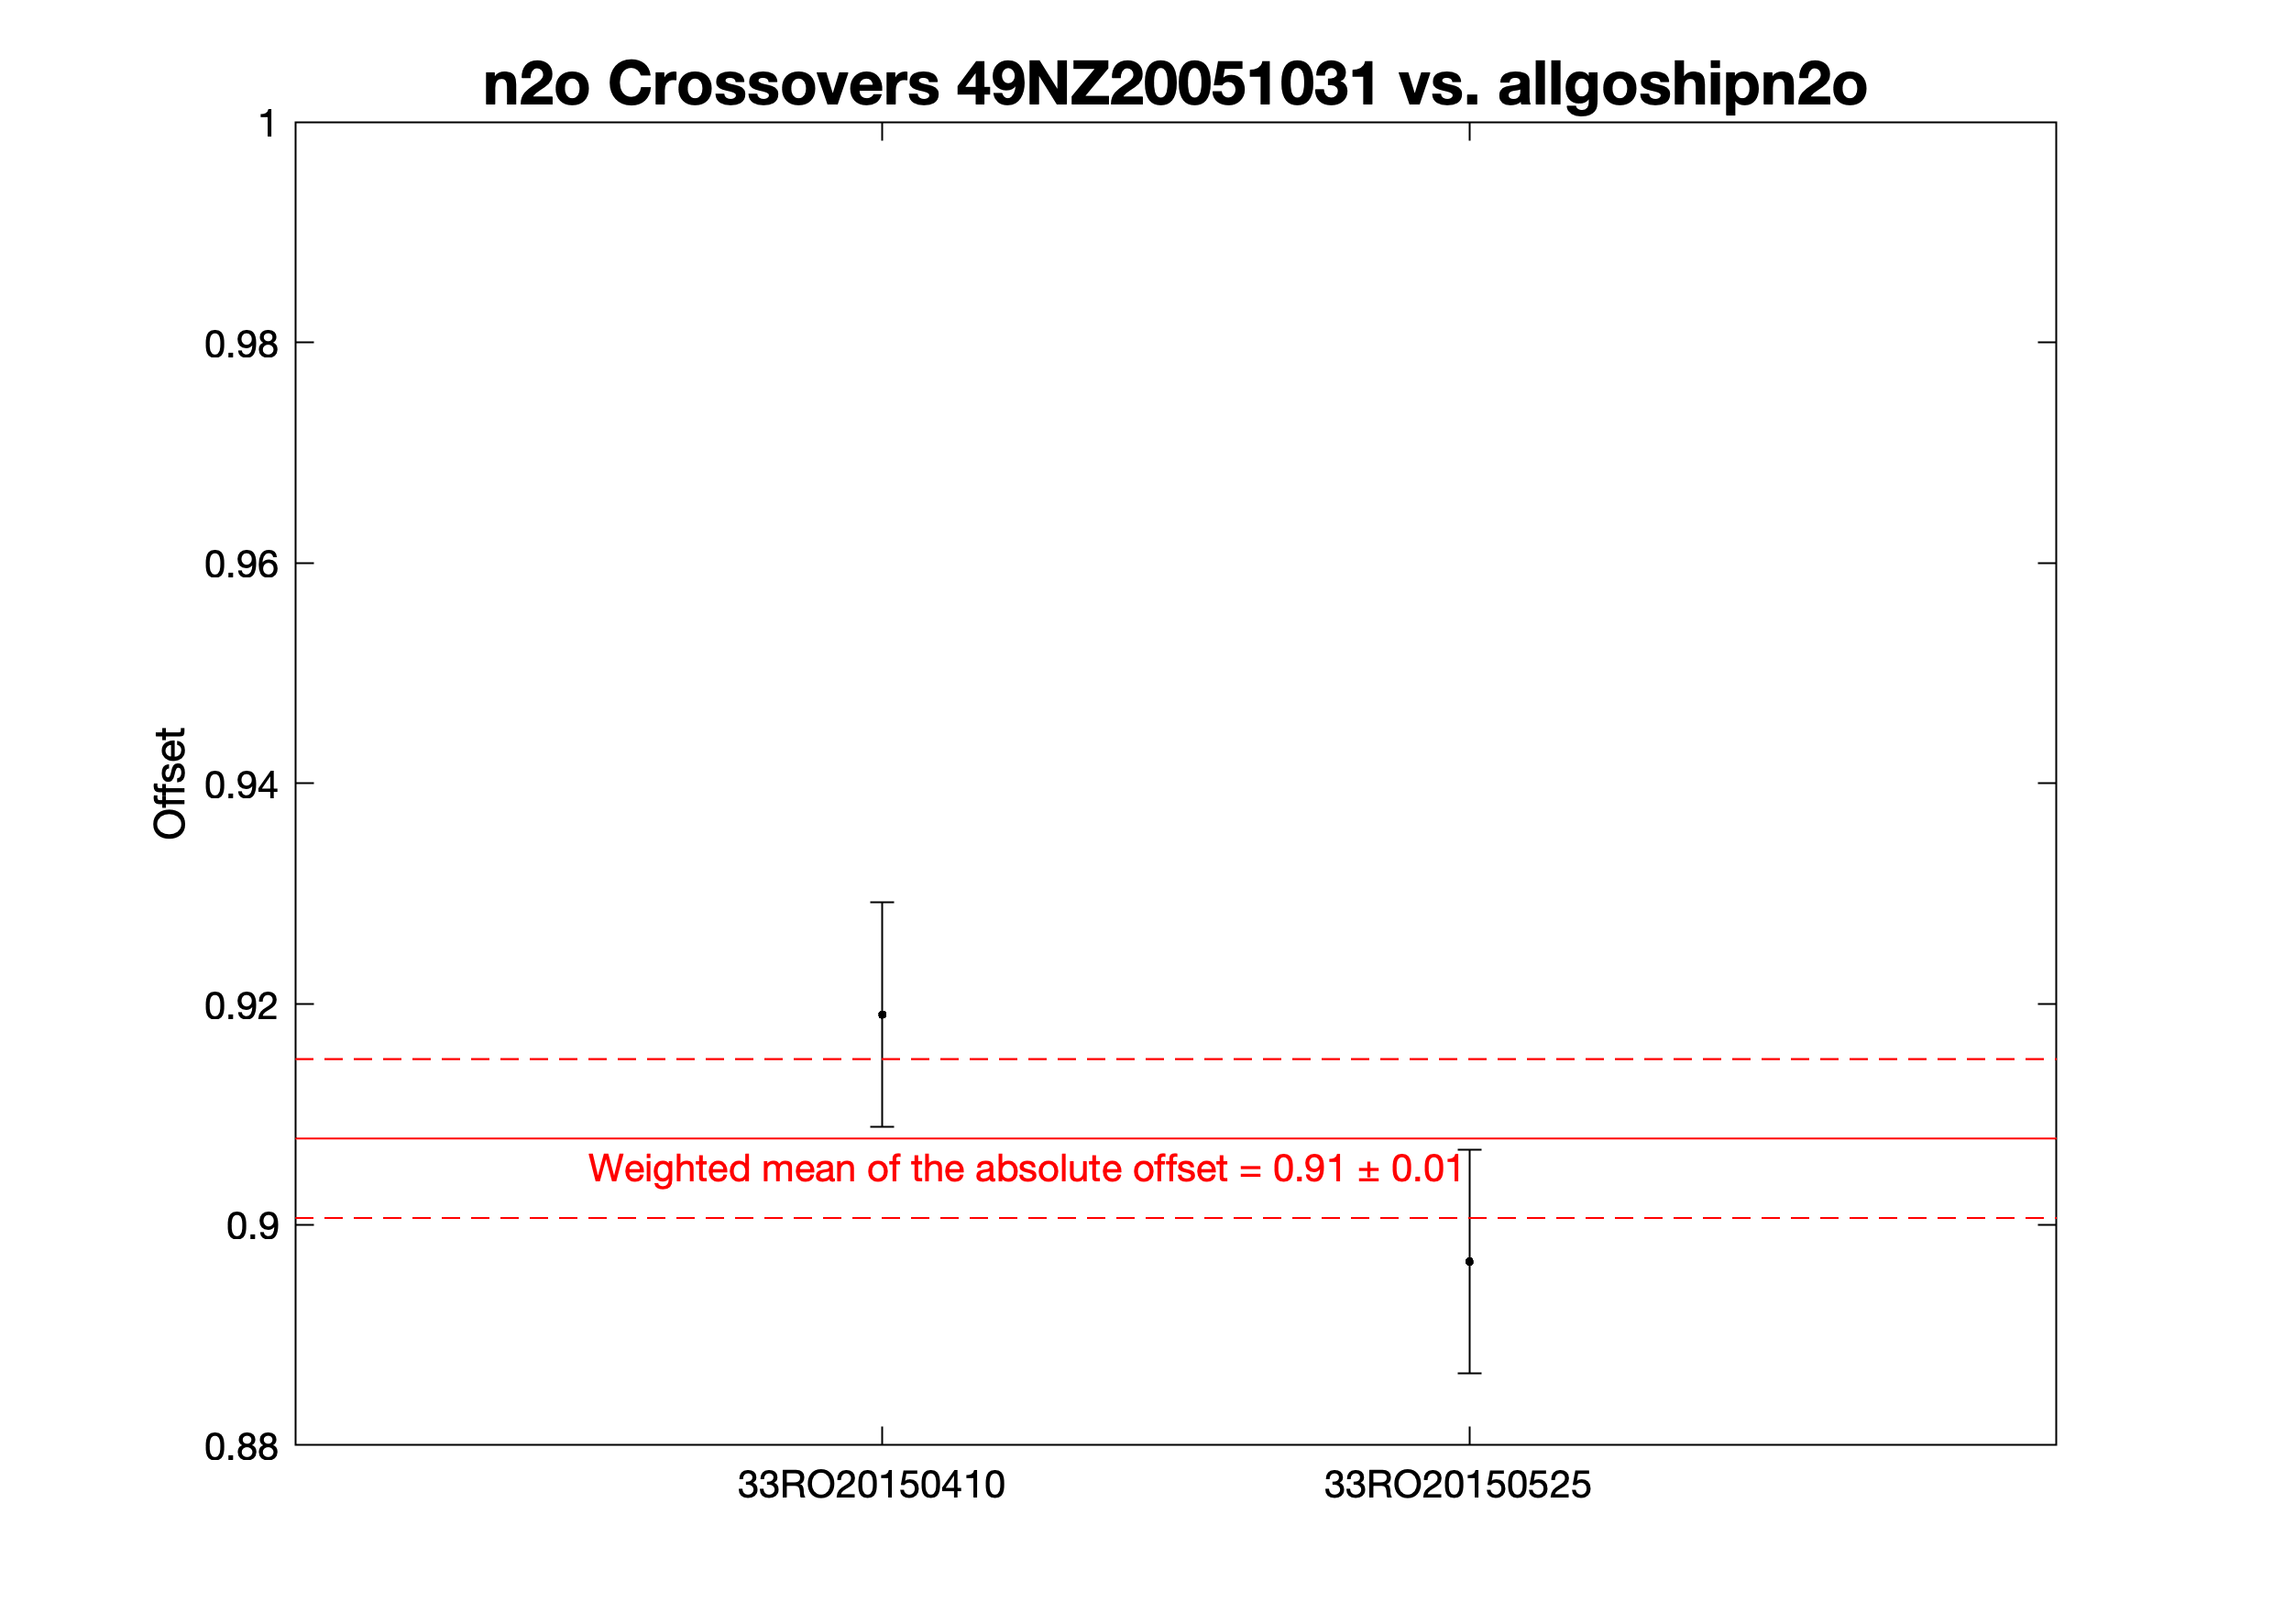 n2o Crossovers 49NZ20051031 vs. allgoshipn2o
1
0.98
0.96
0.94
0.92
0.9
0.88
Offset
Weighted mean of the absolute offset = 0.91 ± 0.01
33RO20150410
33RO20150525